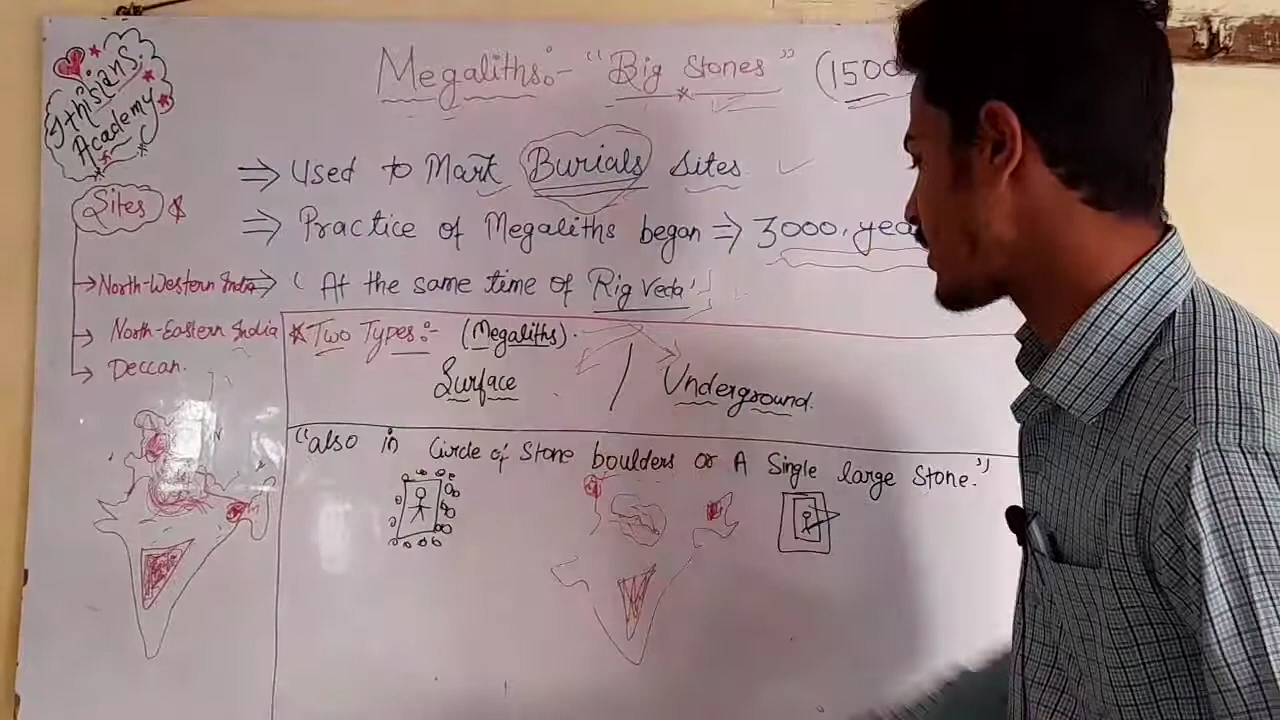 Academy
Megaliths:- "Big Stones" (1500
⇒ Used to Mark Burials Sites
⇒ Practice of Megaliths began ⇒ 3000, yea
⇒ (At the same time of Rig Veda')
Sites
→ North-Western India
→ North-Eastern India
→ Deccan.
Two Types:- (Megaliths).
Surface
Underground.
"also in Circle of Stone boulders or A Single large Stone."